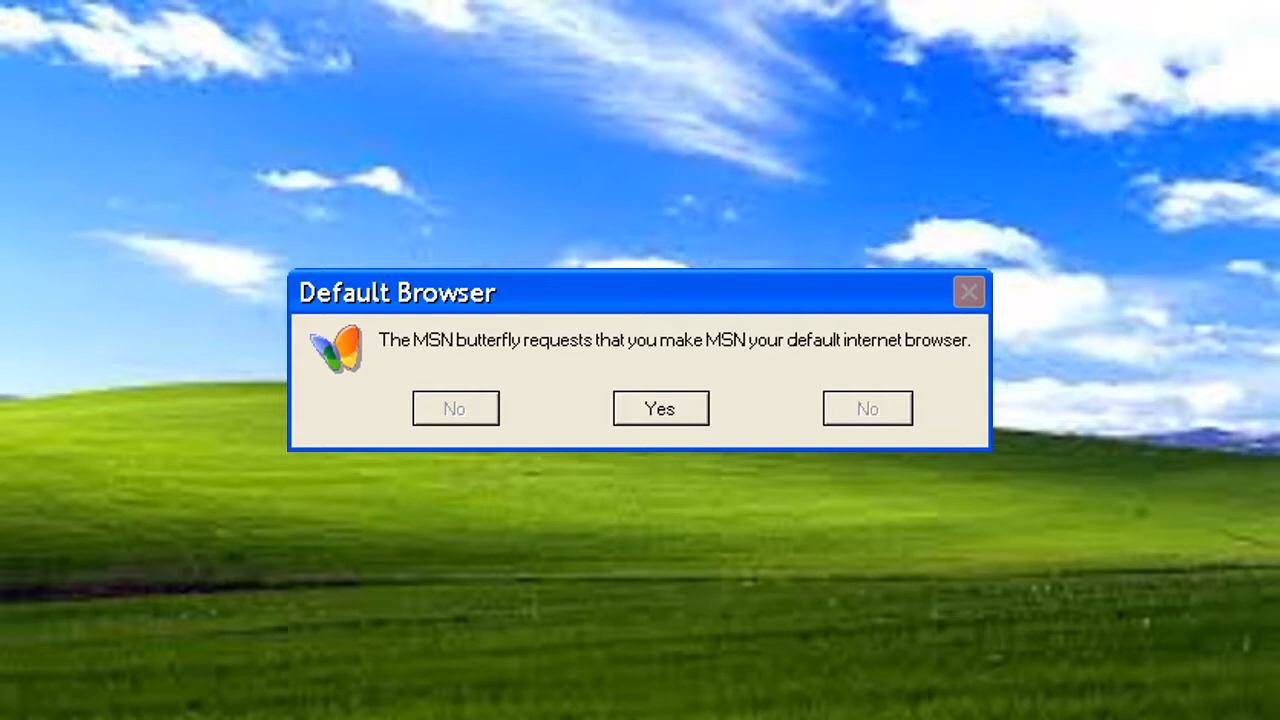 Default Browser
The MSN butterfly requests that you make MSN your default internet browser.
No Yes No